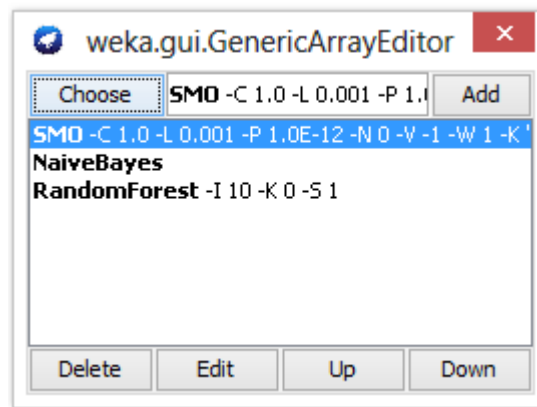 weka.gui.GenericArrayEditor
Choose SMO -C 1.0 -L 0.001 -P 1. Add
SMO -C 1.0 -L 0.001 -P 1.0E-12 -N 0 -V -1 -W 1 -K "
NaiveBayes
RandomForest -I 10 -K 0 -S 1
Delete Edit Up Down